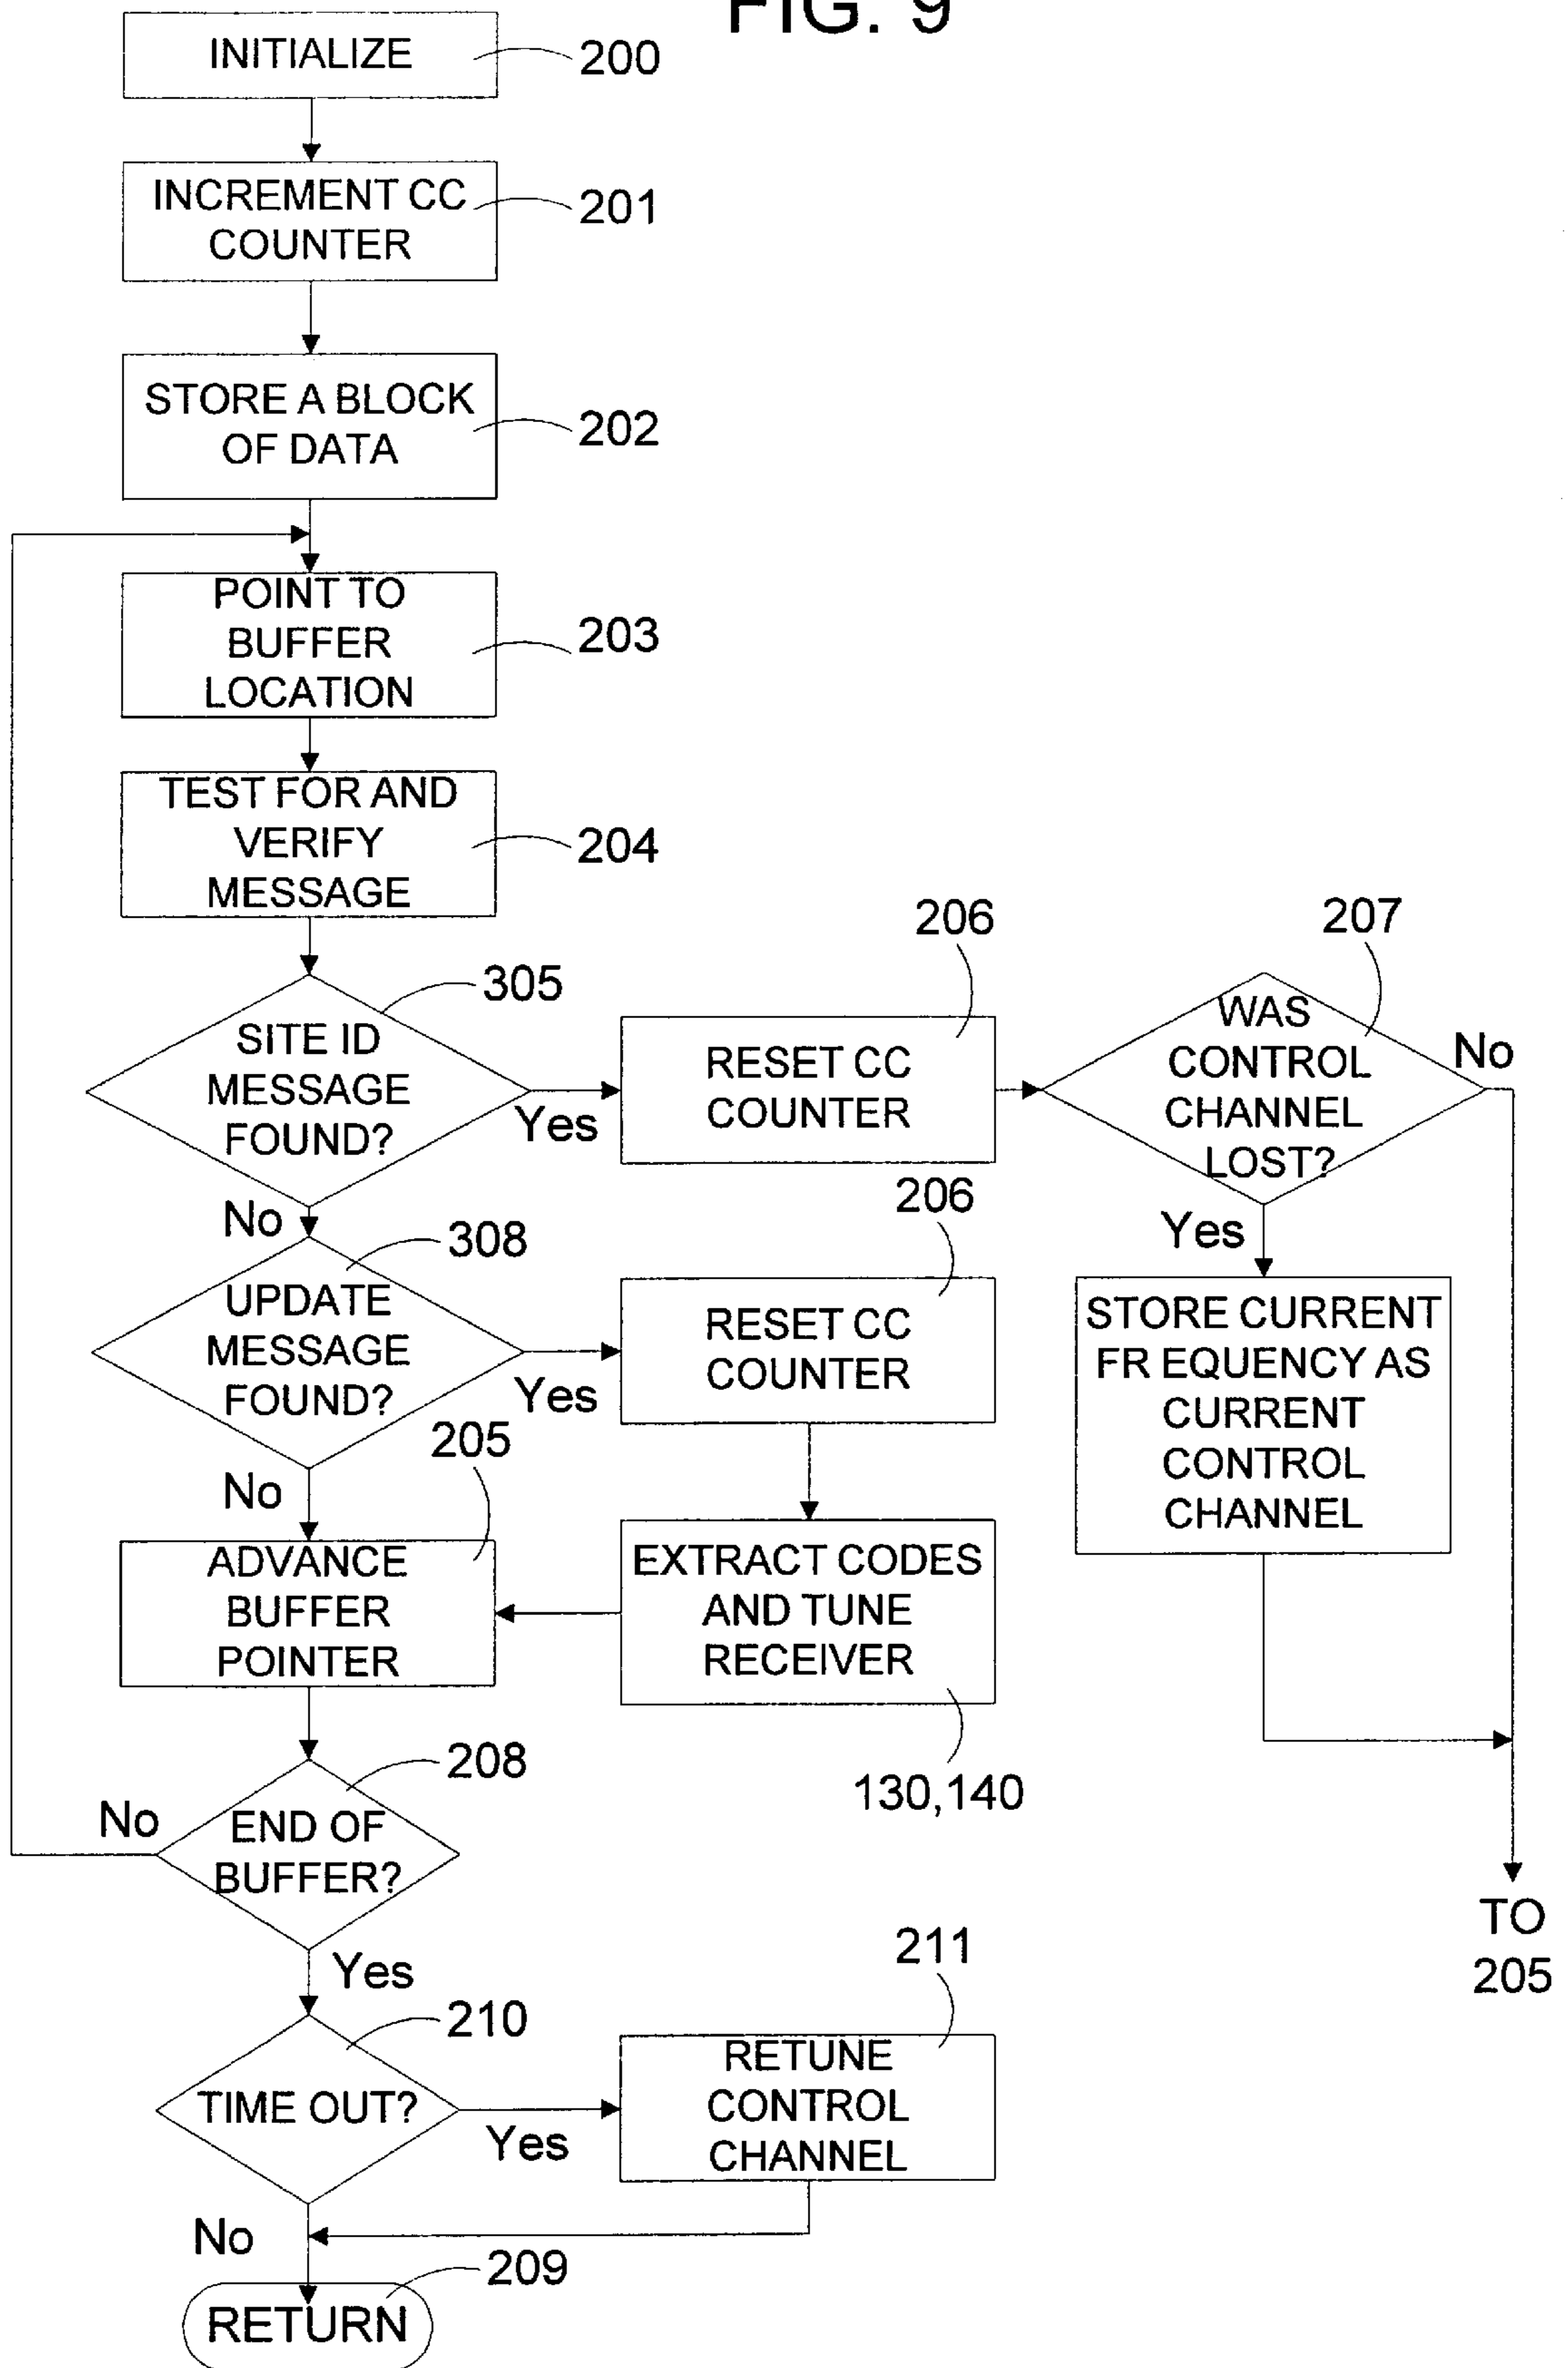 FIG. 9
INITIALIZE
200
INCREMENT CC
COUNTER
201
STORE A BLOCK
OF DATA
202
POINT TO
BUFFER
LOCATION
203
TEST FOR AND
VERIFY
MESSAGE
204
SITE ID
MESSAGE
FOUND?
305
Yes
No
RESET CC
COUNTER
206
WAS
CONTROL
CHANNEL
LOST?
207
No
Yes
UPDATE
MESSAGE
FOUND?
308
Yes
No
RESET CC
COUNTER
206
STORE CURRENT
FR EQUENCY AS
CURRENT
CONTROL
CHANNEL
ADVANCE
BUFFER
POINTER
205
EXTRACT CODES
AND TUNE
RECEIVER
130,140
END OF
BUFFER?
208
No
Yes
TO
205
TIME OUT?
210
Yes
No
RETUNE
CONTROL
CHANNEL
211
RETURN
209